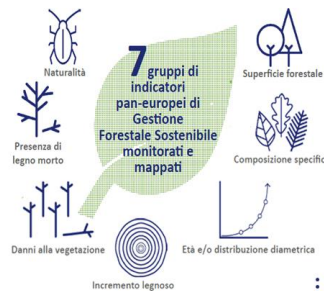 7 gruppi di
indicatori
pan-europei di
Gestione
Forestale Sostenibile
monitorati e
mappati
Naturalità
Superficie forestale
Presenza di
legno morto
Composizione specific
Danni alla vegetazione
Età e/o distribuzione diametrica
Incremento legnoso